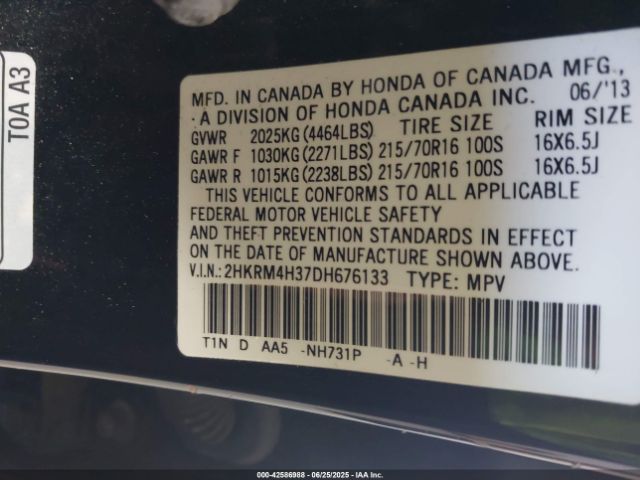 T0A A3
MFD. IN CANADA BY HONDA OF CANADA MFG.,
A DIVISION OF HONDA CANADA INC. 06/'13
GVWR 2025KG(4464LBS) TIRE SIZE RIM SIZE
GAWR F 1030KG(2271LBS) 215/70R16 100S 16X6.5J
GAWR R 1015KG(2238LBS) 215/70R16 100S 16X6.5J
THIS VEHICLE CONFORMS TO ALL APPLICABLE
FEDERAL MOTOR VEHICLE SAFETY
AND THEFT PREVENTION STANDARDS IN EFFECT
ON THE DATE OF MANUFACTURE SHOWN ABOVE.
V.I.N.: 2HKRM4H37DH676133 TYPE: MPV
T1N D AA5 -NH731P -A -H
000-42586988 - 06/25/2025 - IAA Inc.